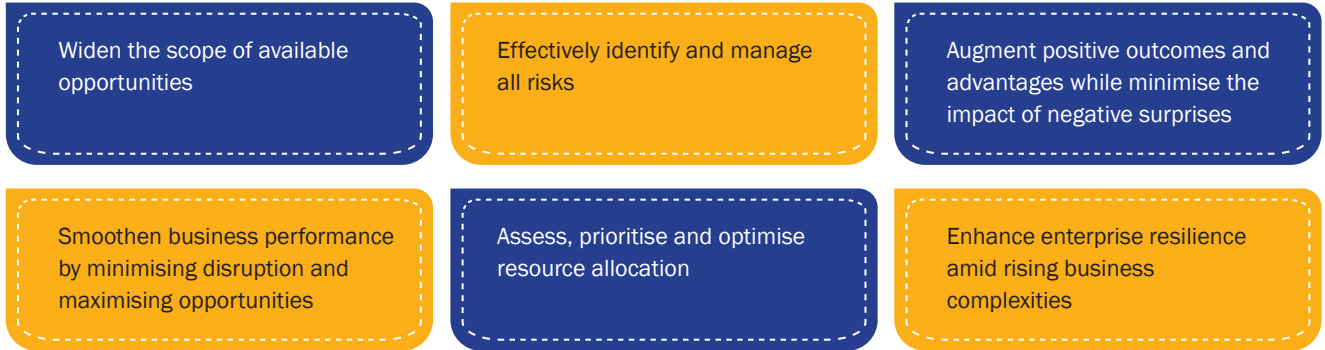 Widen the scope of available
opportunities
Effectively identify and manage
all risks
Augment positive outcomes and
advantages while minimise the
impact of negative surprises
Smoothen business performance
by minimising disruption and
maximising opportunities
Assess, prioritise and optimise
resource allocation
Enhance enterprise resilience
amid rising business
complexities